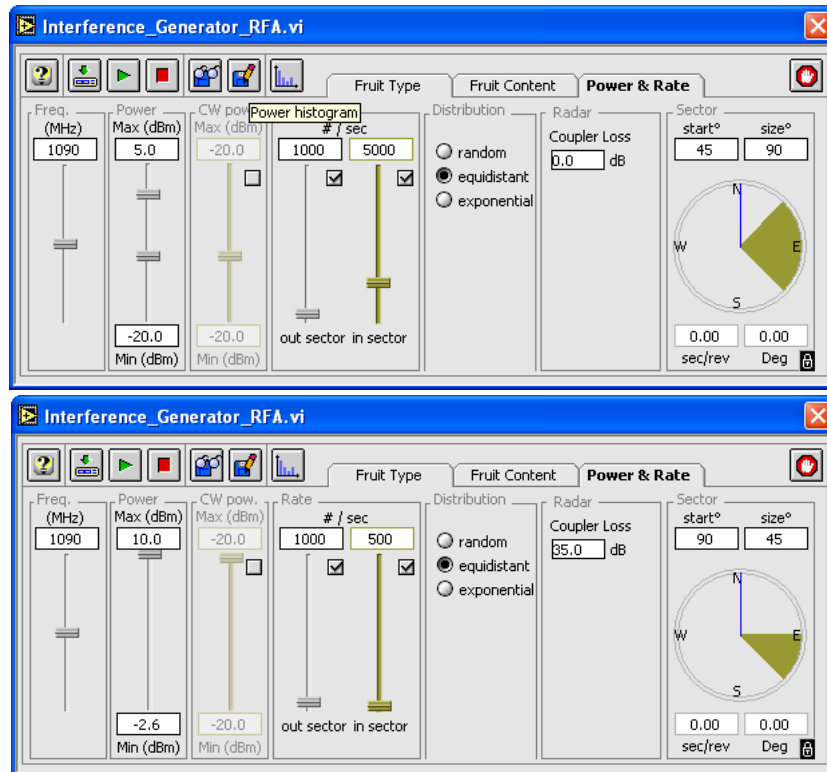 Interference_Generator_RFA.vi
Fruit Type Fruit Content Power & Rate
Freq. Power CW pow Power histogram Distribution Radar Sector
(MHz) Max (dBm) Max (dBm) # / sec Coupler Loss start° size°
1090 5.0 -20.0 1000 5000 random 0.0 dB 45 90
equidistant
exponential
N
W E
S
-20.0 -20.0 out sector in sector 0.00 0.00
Min (dBm) Min (dBm) sec/rev Deg
Interference_Generator_RFA.vi
Fruit Type Fruit Content Power & Rate
Freq. Power CW pow. Rate Distribution Radar Sector
(MHz) Max (dBm) Max (dBm) # / sec Coupler Loss start° size°
1090 10.0 -20.0 1000 500 random 35.0 dB 90 45
equidistant
exponential
N
W E
S
-2.6 -20.0 out sector in sector 0.00 0.00
Min (dBm) Min (dBm) sec/rev Deg